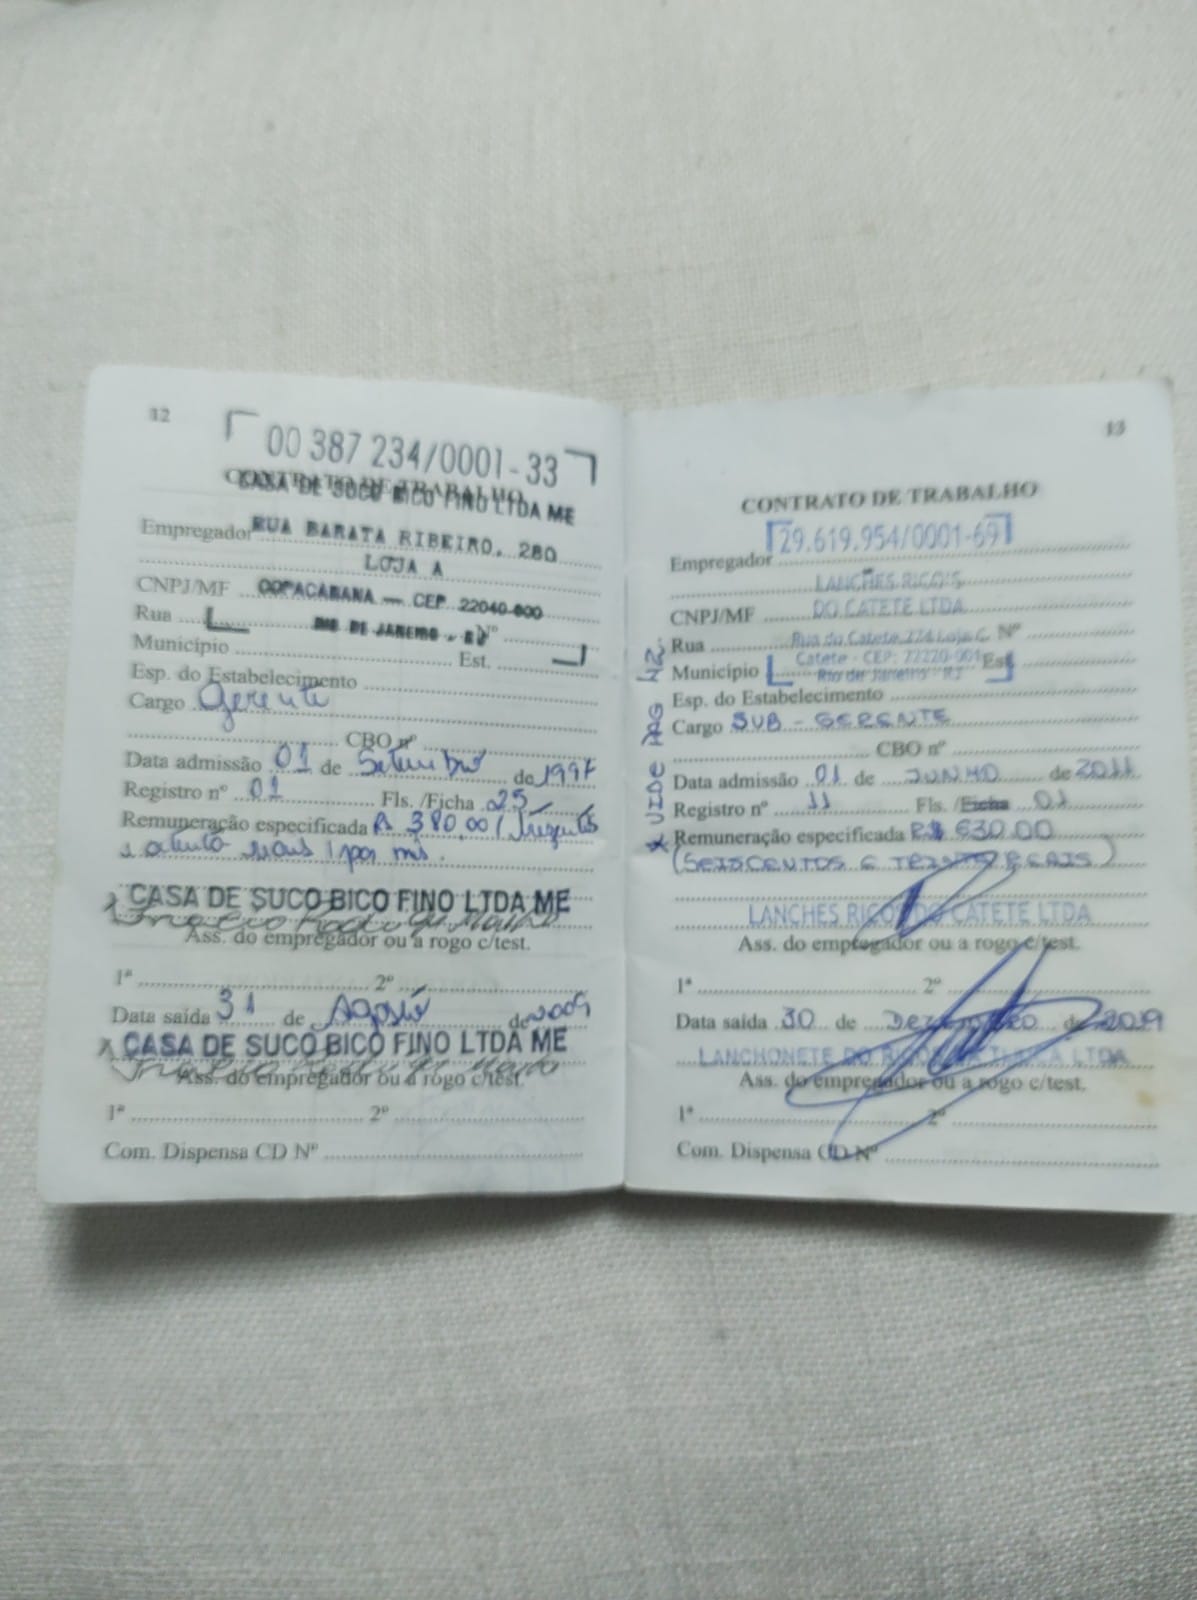 12
00 387 234/0001-33
CONTRATO DE TRABALHO
CASA DE SUCO BICO FINO LTDA ME
Empregador RUA BARATA RIBEIRO, 280
LOJA A
CNPJ/MF COPACABANA — CEP 22040-
Rua RIO DE JANEIRO - RJ Nº
Município Est.
Esp. do Estabelecimento
Cargo Gerente
CBO nº
Data admissão 01 de Setembro de 1997
Registro nº 01 Fls. /Ficha 25
Remuneração especificada R 380,00 (Trezentos
e oitenta reais) por mês.
CASA DE SUCO BICO FINO LTDA ME
Ass. do empregador ou a rogo c/test.
1ª 2º
Data saída 31 de Agosto de 2009
CASA DE SUCO BICO FINO LTDA ME
Ass. do empregador ou a rogo c/test.
1ª 2º
Com. Dispensa CD Nº
13
CONTRATO DE TRABALHO
29.619.954/0001-69
Empregador
LANCHES RICO'S
CNPJ/MF DO CATETE LTDA
Rua Rua do Catete 224 Loja C Nº
Município Catete - CEP: 22220-001 Est.
Rio de Janeiro - RJ
Esp. do Estabelecimento
Cargo SUB - GERENTE
CBO nº
Data admissão 01 de JUNHO de 2011
Registro nº 11 Fls. /Ficha 01
Remuneração especificada R$ 630.00
(SEISCENTOS E TRINTA REAIS)
LANCHES RICOS DO CATETE LTDA
Ass. do empregador ou a rogo c/test.
1ª 2º
Data saída 30 de DEZEMBRO de 2019
LANCHONETE DO RICO TIJUCA LTDA
Ass. do empregador ou a rogo c/test.
1ª 2º
Com. Dispensa CD Nº
* VIDE PAG 42.